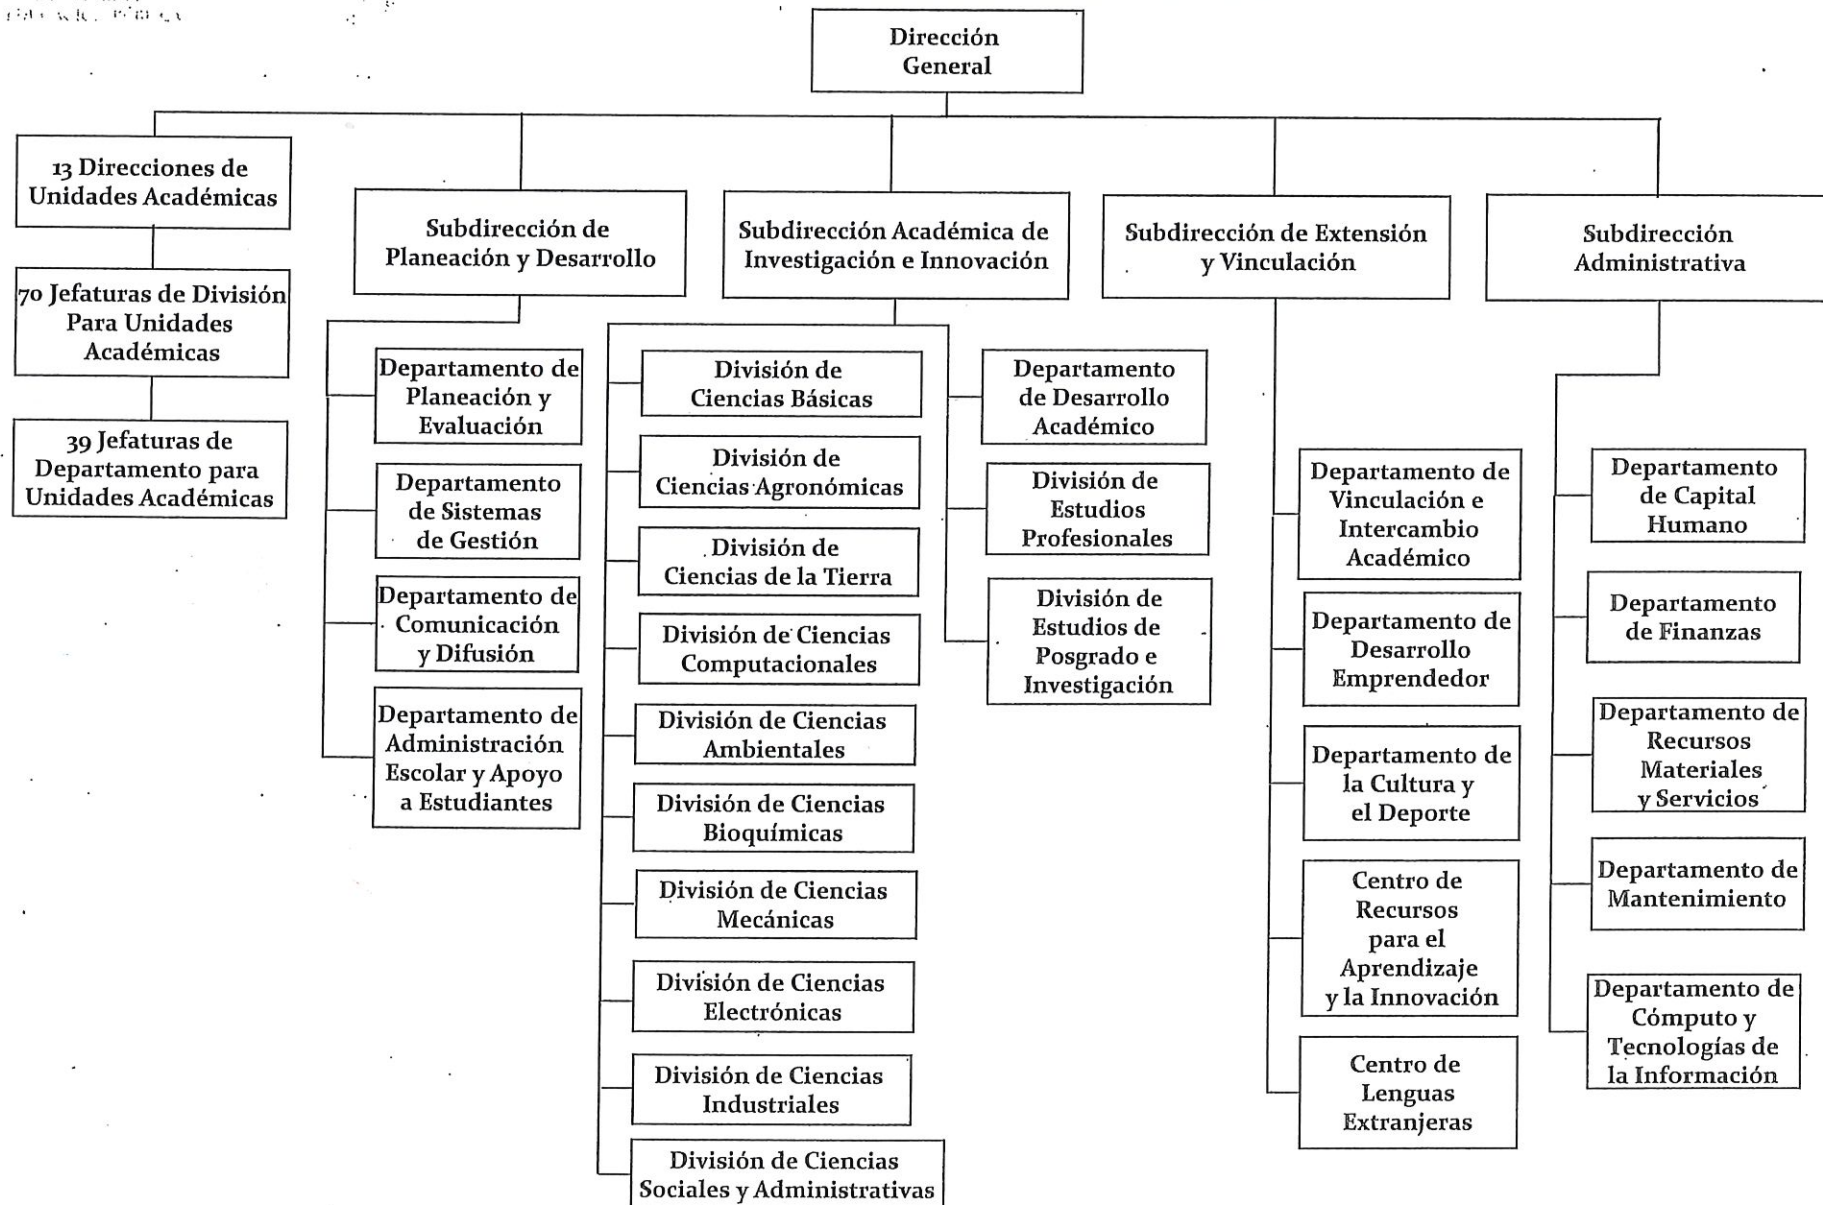 Dirección
General
13 Direcciones de
Unidades Académicas
70 Jefaturas de División
Para Unidades
Académicas
39 Jefaturas de
Departamento para
Unidades Académicas
Subdirección de
Planeación y Desarrollo
Departamento de
Planeación y
Evaluación
Departamento
de Sistemas
de Gestión
Departamento de
Comunicación
y Difusión
Departamento de
Administración
Escolar y Apoyo
a Estudiantes
Subdirección Académica de
Investigación e Innovación
División de
Ciencias Básicas
División de
Ciencias Agronómicas
División de
Ciencias de la Tierra
División de Ciencias
Computacionales
División de Ciencias
Ambientales
División de Ciencias
Bioquímicas
División de Ciencias
Mecánicas
División de Ciencias
Electrónicas
División de Ciencias
Industriales
División de Ciencias
Sociales y Administrativas
Departamento
de Desarrollo
Académico
División de
Estudios
Profesionales
División de
Estudios de
Posgrado e
Investigación
Subdirección de Extensión
y Vinculación
Departamento de
Vinculación e
Intercambio
Académico
Departamento de
Desarrollo
Emprendedor
Departamento de
la Cultura y
el Deporte
Centro de
Recursos
para el
Aprendizaje
y la Innovación
Centro de
Lenguas
Extranjeras
Subdirección
Administrativa
Departamento
de Capital
Humano
Departamento
de Finanzas
Departamento de
Recursos
Materiales
y Servicios
Departamento de
Mantenimiento
Departamento de
Cómputo y
Tecnologías de
la Información